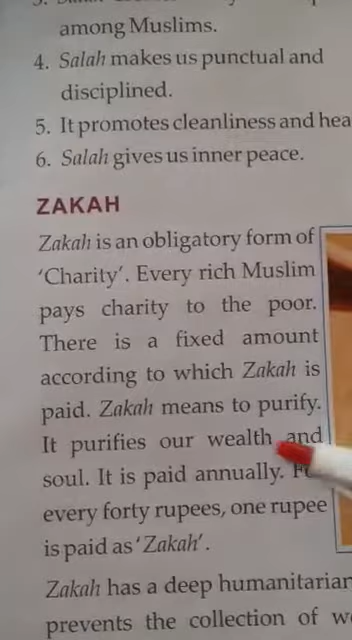 among Muslims.
4. Salah makes us punctual and
disciplined.
5. It promotes cleanliness and
6. Salah gives us inner peace.
ZAKAH
Zakah is an obligatory form of
'Charity'. Every rich Muslim
pays charity to the poor.
There is a fixed amount
according to which Zakah is
paid. Zakah means to purify.
It purifies our wealth and
soul. It is paid annually.
every forty rupees, one rupee
is paid as 'Zakah'.
Zakah has a deep humanitarian
prevents the collection of